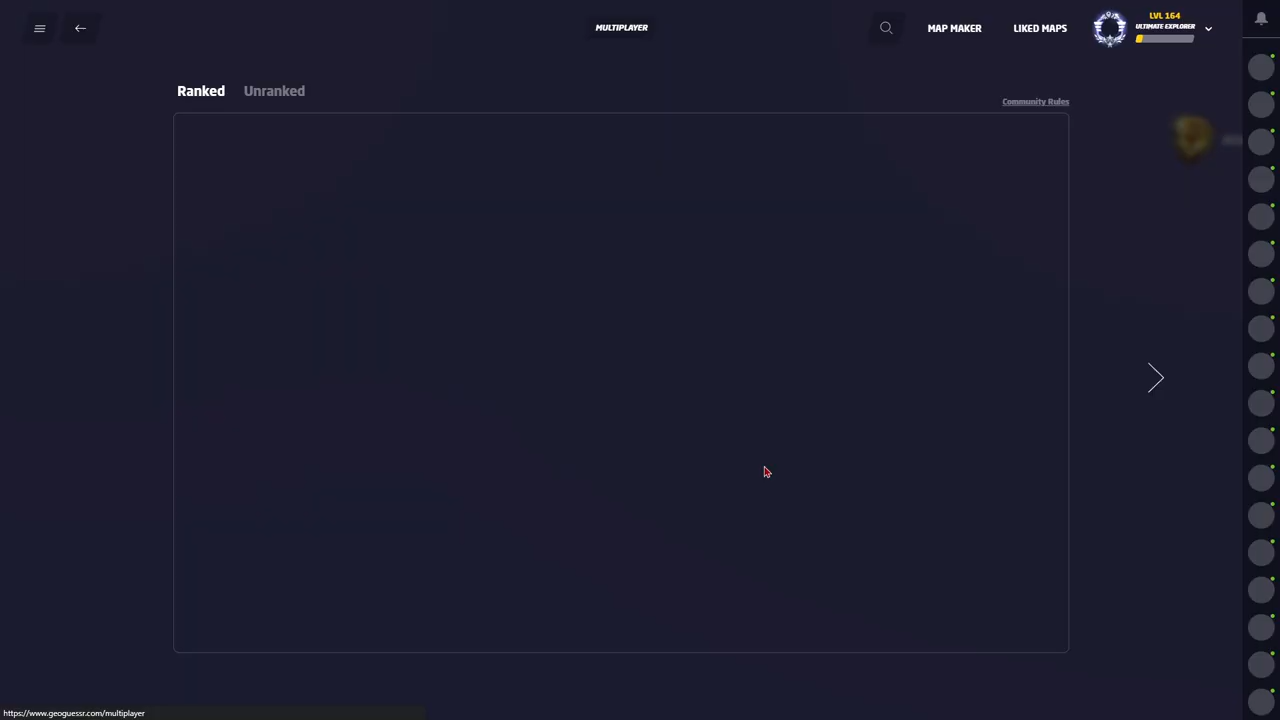 MULTIPLAYER
MAP MAKER
LIKED MAPS
LVL 164
ULTIMATE EXPLORER
Ranked
Unranked
Community Rules
https://www.geoguessr.com/multiplayer